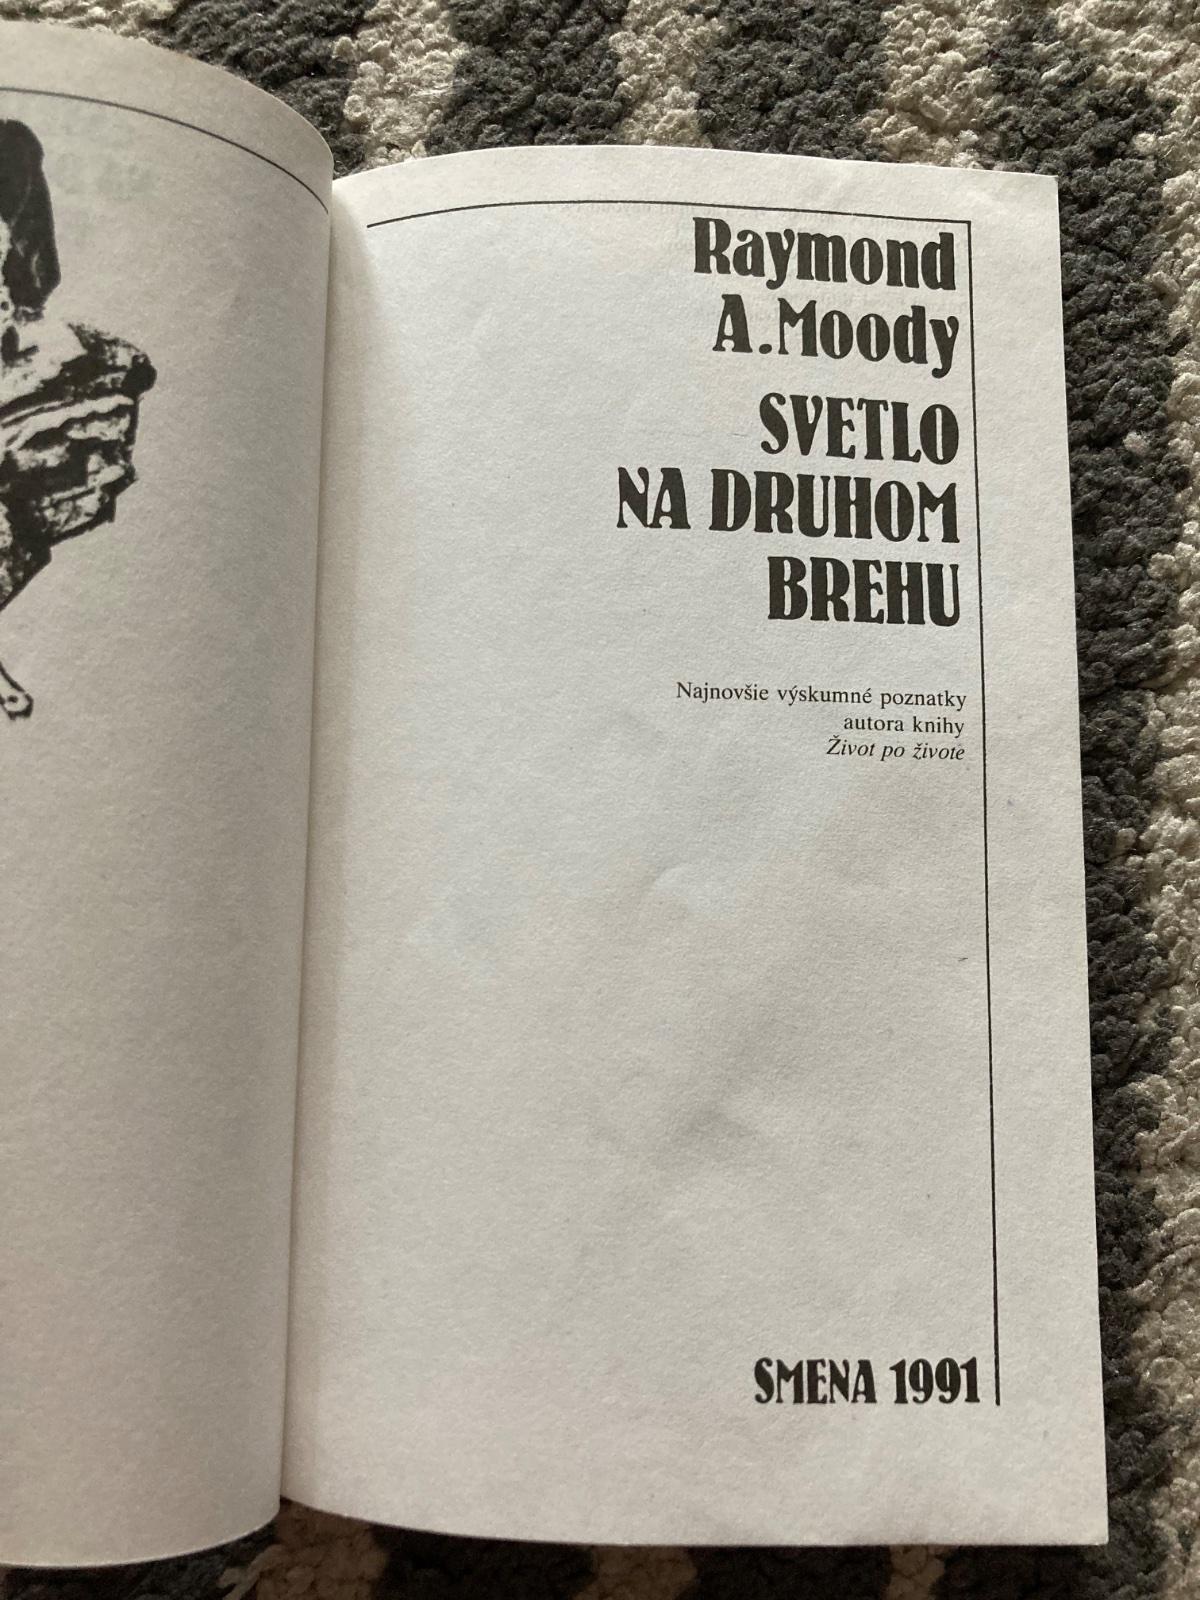 Raymond
A. Moody
SVETLO
NA DRUHOM
BREHU
Najnovšie výskumné poznatky
autora knihy
Život po živote
SMENA 1991